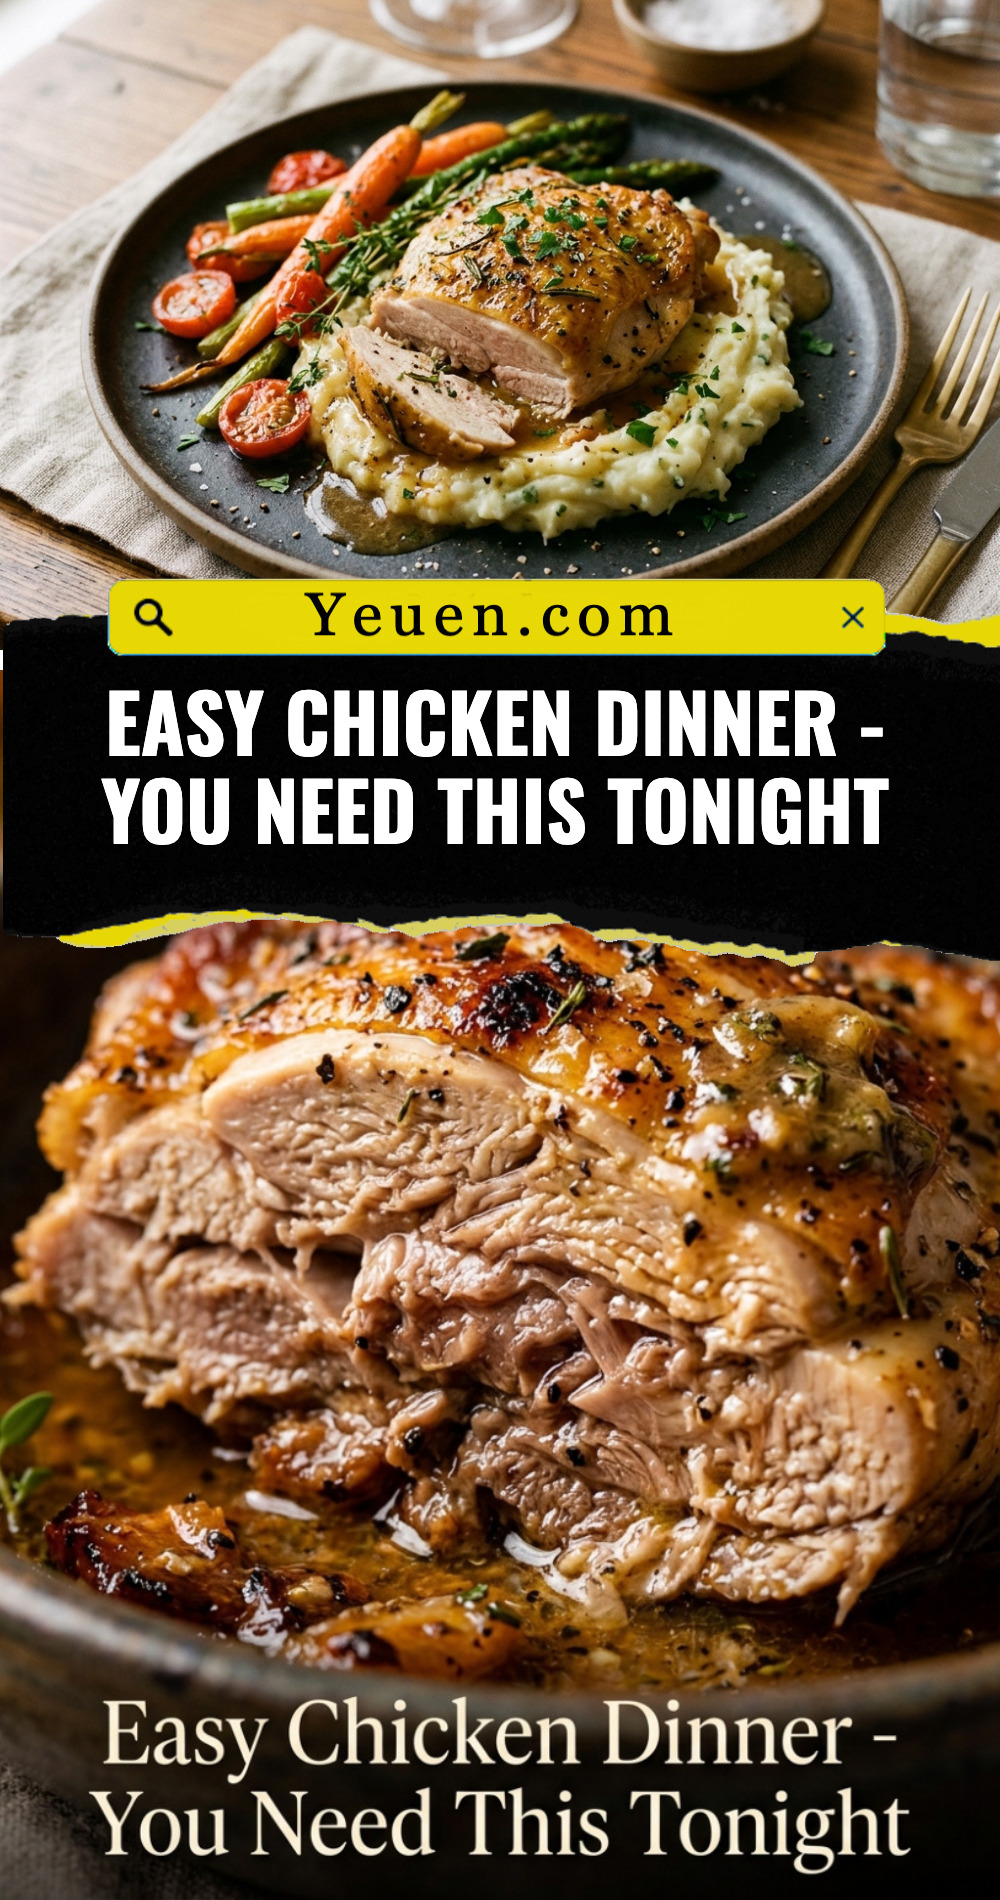 Yeuen.com
EASY CHICKEN DINNER -
YOU NEED THIS TONIGHT
Easy Chicken Dinner -
You Need This Tonight